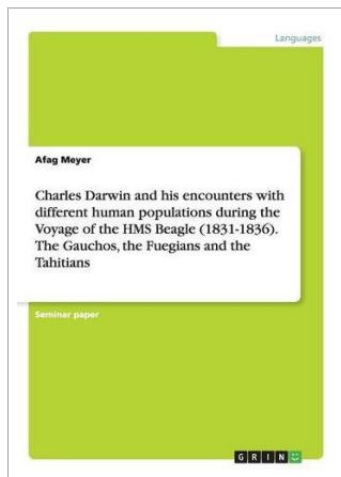 Languages
Afag Meyer
Charles Darwin and his encounters with
different human populations during the
Voyage of the HMS Beagle (1831-1836).
The Gauchos, the Fuegians and the
Tahitians
Seminar paper
GRIN